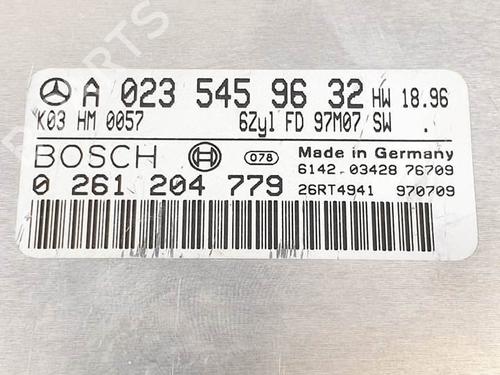 A 023 545 96 32 HW 18.96
K03 HM 0057 6Zyl FD 97M07 SW .
BOSCH 078 Made in Germany
6142 03428 76709
0 261 204 779 26RT4941 970709
PARTS